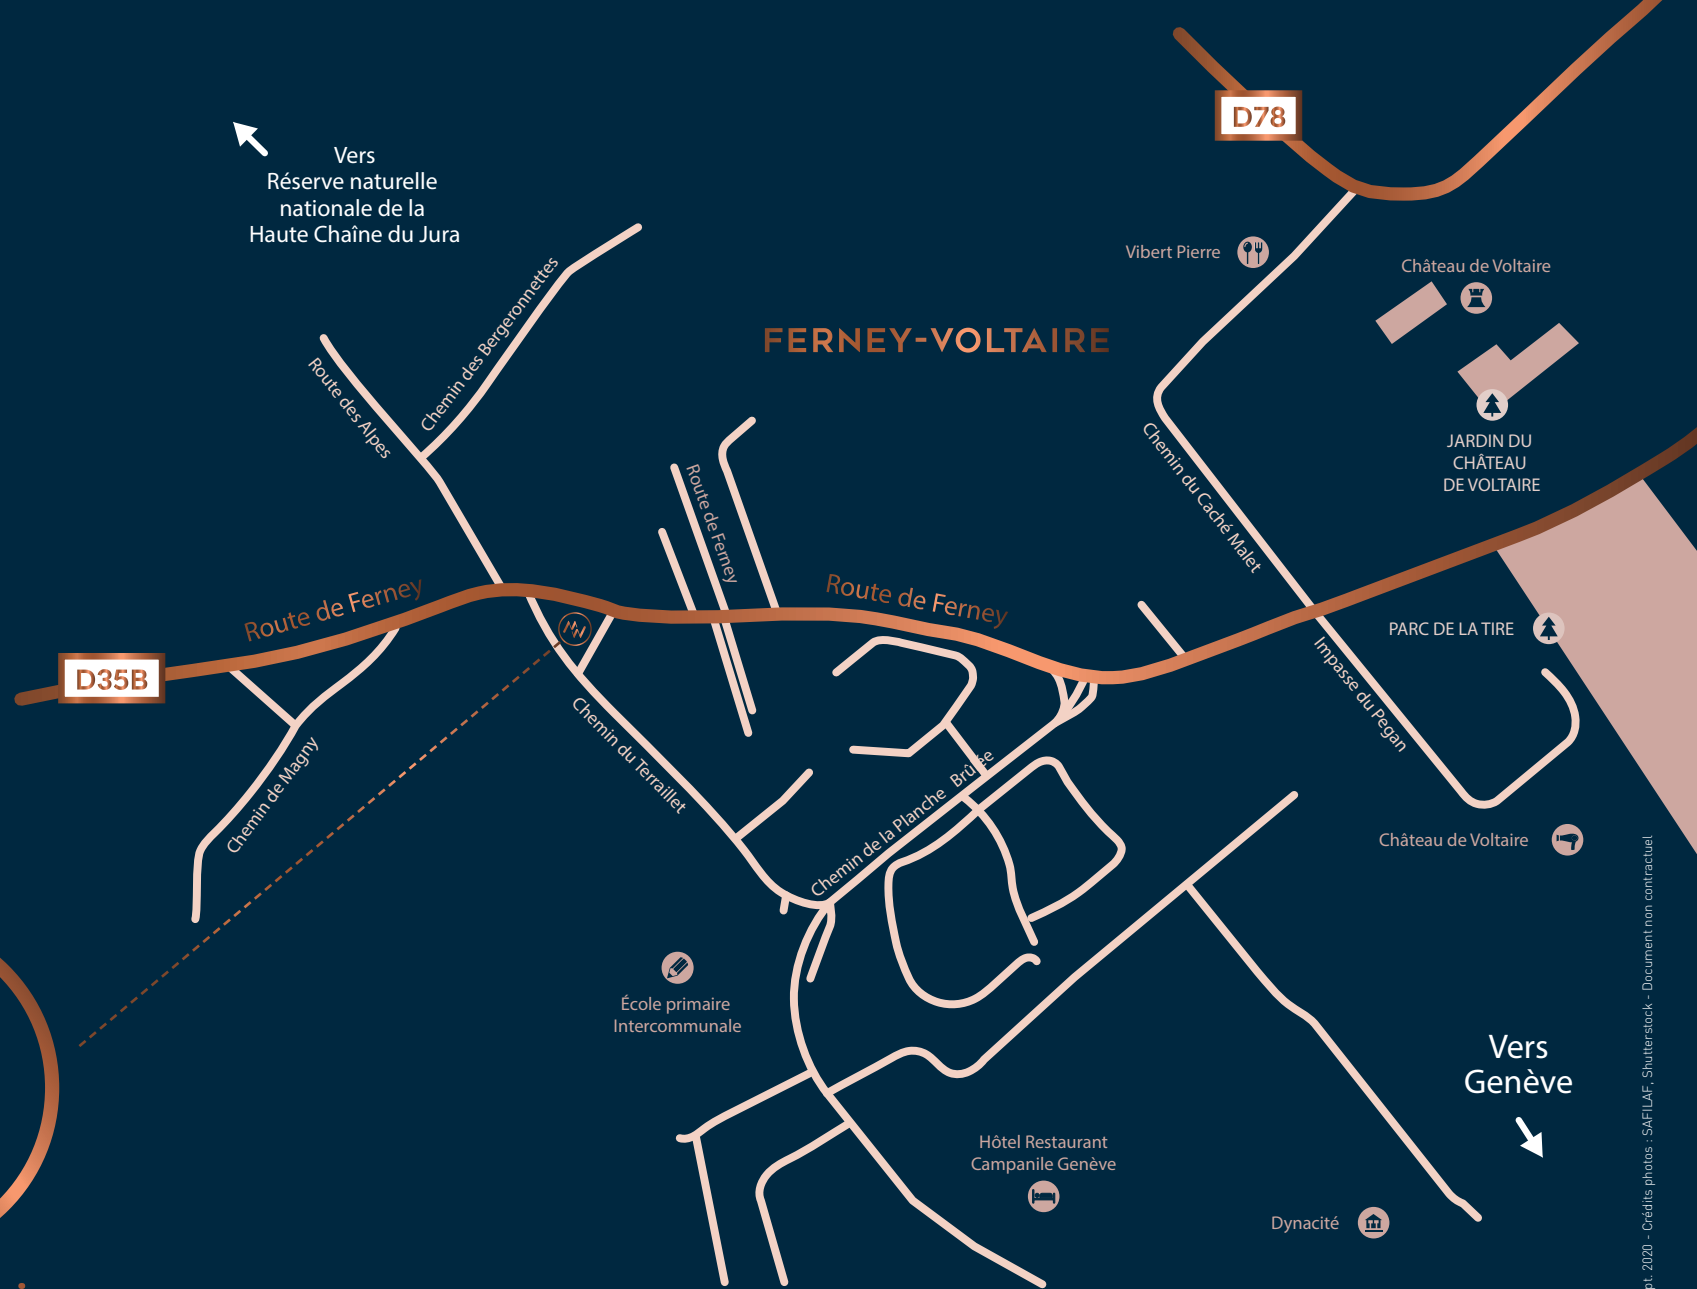 D78
Vers
Réserve naturelle
nationale de la
Haute Chaîne du Jura
Vibert Pierre
Château de Voltaire
Chemin des Bergeronnettes
FERNEY-VOLTAIRE
Route des Alpes
JARDIN DU
CHÂTEAU
DE VOLTAIRE
Route de Ferney
Chemin du Caché Malet
Route de Ferney
Route de Ferney
PARC DE LA TIRE
D35B
Impasse du Pegan
Chemin du Terraillet
Chemin de Magny
Chemin de la Planche Brûlée
Château de Voltaire
École primaire
Intercommunale
Vers
Genève
Hôtel Restaurant
Campanile Genève
Dynacité
pt. 2020 - Crédits photos : SAFILAF, Shutterstock - Document non contractuel